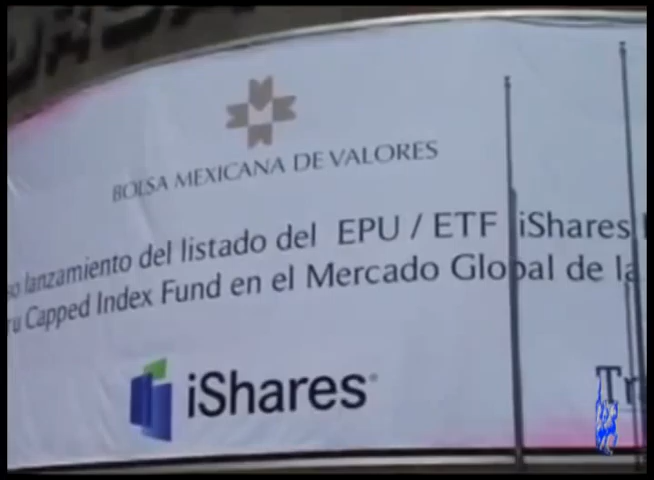 BOLSA MEXICANA DE VALORES
lanzamiento del listado del EPU / ETF iShares
Capped Index Fund en el Mercado Global de la
iShares